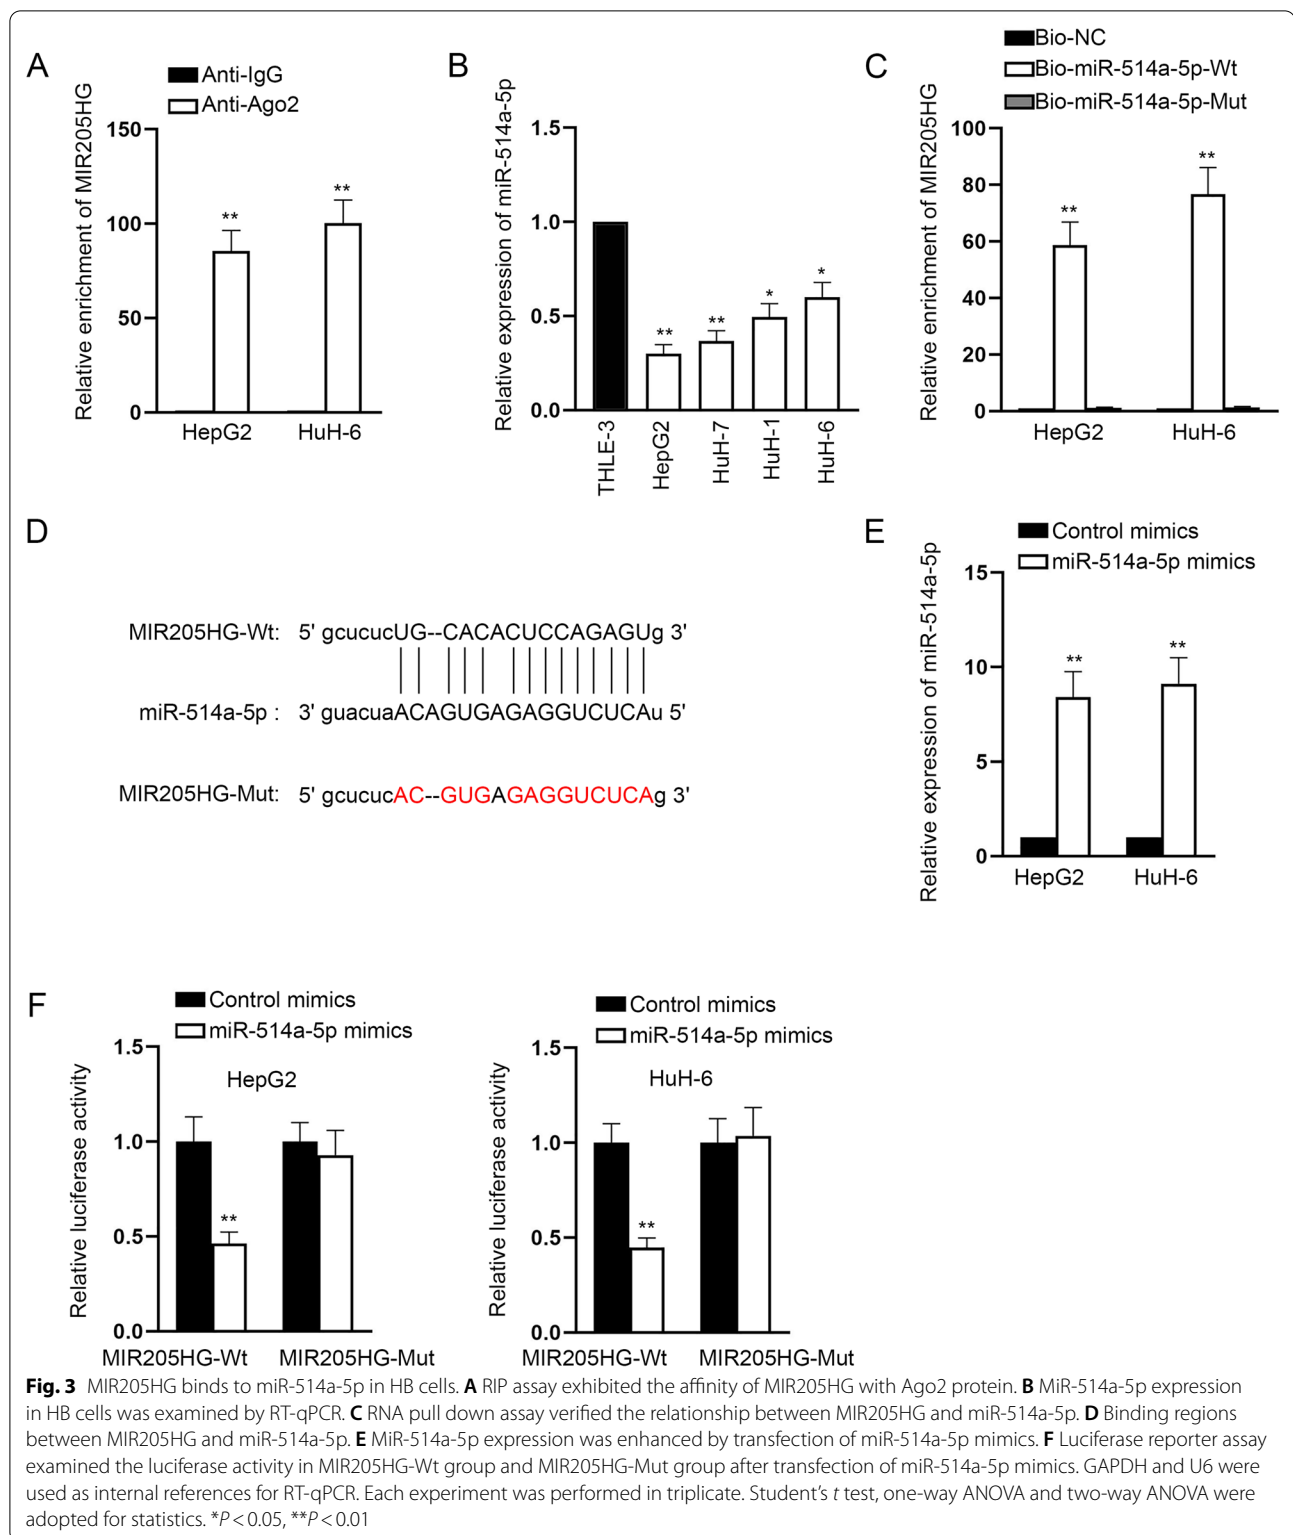 A
Anti-IgG
Anti-Ago2
Relative enrichment of MIR205HG
150
100
50
0
**
**
HepG2
HuH-6
B
Relative expression of miR-514a-5p
1.5
1.0
0.5
0.0
**
**
*
*
THLE-3
HepG2
HuH-7
HuH-1
HuH-6
C
Bio-NC
Bio-miR-514a-5p-Wt
Bio-miR-514a-5p-Mut
Relative enrichment of MIR205HG
100
80
60
40
20
0
**
**
HepG2
HuH-6
D
MIR205HG-Wt: 5' gcucucUG--CACACUCCAGAGUg 3'
miR-514a-5p : 3' guacuaACAGUGAGAGGUCUCAu 5'
MIR205HG-Mut: 5' gcucucAC--GUGAGAGGUCUCAg 3'
E
Control mimics
miR-514a-5p mimics
Relative expression of miR-514a-5p
15
10
5
0
**
**
HepG2
HuH-6
F
Control mimics
miR-514a-5p mimics
Relative luciferase activity
1.5
1.0
0.5
0.0
HepG2
**
MIR205HG-Wt
MIR205HG-Mut
Control mimics
miR-514a-5p mimics
Relative luciferase activity
1.5
1.0
0.5
0.0
HuH-6
**
MIR205HG-Wt
MIR205HG-Mut
Fig. 3 MIR205HG binds to miR-514a-5p in HB cells. A RIP assay exhibited the affinity of MIR205HG with Ago2 protein. B MiR-514a-5p expression
in HB cells was examined by RT-qPCR. C RNA pull down assay verified the relationship between MIR205HG and miR-514a-5p. D Binding regions
between MIR205HG and miR-514a-5p. E MiR-514a-5p expression was enhanced by transfection of miR-514a-5p mimics. F Luciferase reporter assay
examined the luciferase activity in MIR205HG-Wt group and MIR205HG-Mut group after transfection of miR-514a-5p mimics. GAPDH and U6 were
used as internal references for RT-qPCR. Each experiment was performed in triplicate. Student's t test, one-way ANOVA and two-way ANOVA were
adopted for statistics. *P < 0.05, **P < 0.01